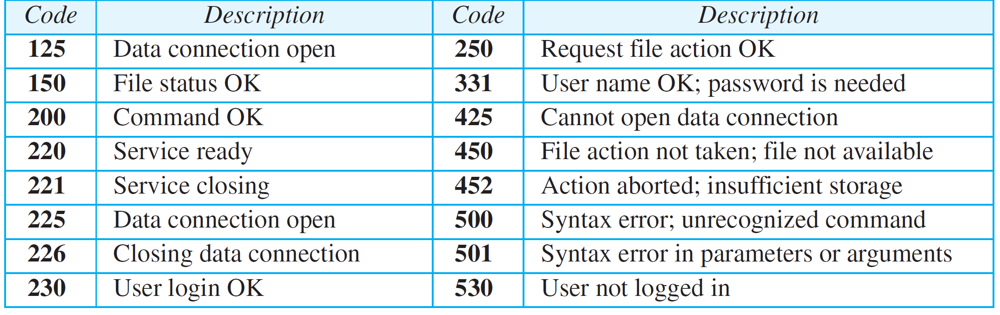 Code Description Code Description
125 Data connection open 250 Request file action OK
150 File status OK 331 User name OK; password is needed
200 Command OK 425 Cannot open data connection
220 Service ready 450 File action not taken; file not available
221 Service closing 452 Action aborted; insufficient storage
225 Data connection open 500 Syntax error; unrecognized command
226 Closing data connection 501 Syntax error in parameters or arguments
230 User login OK 530 User not logged in